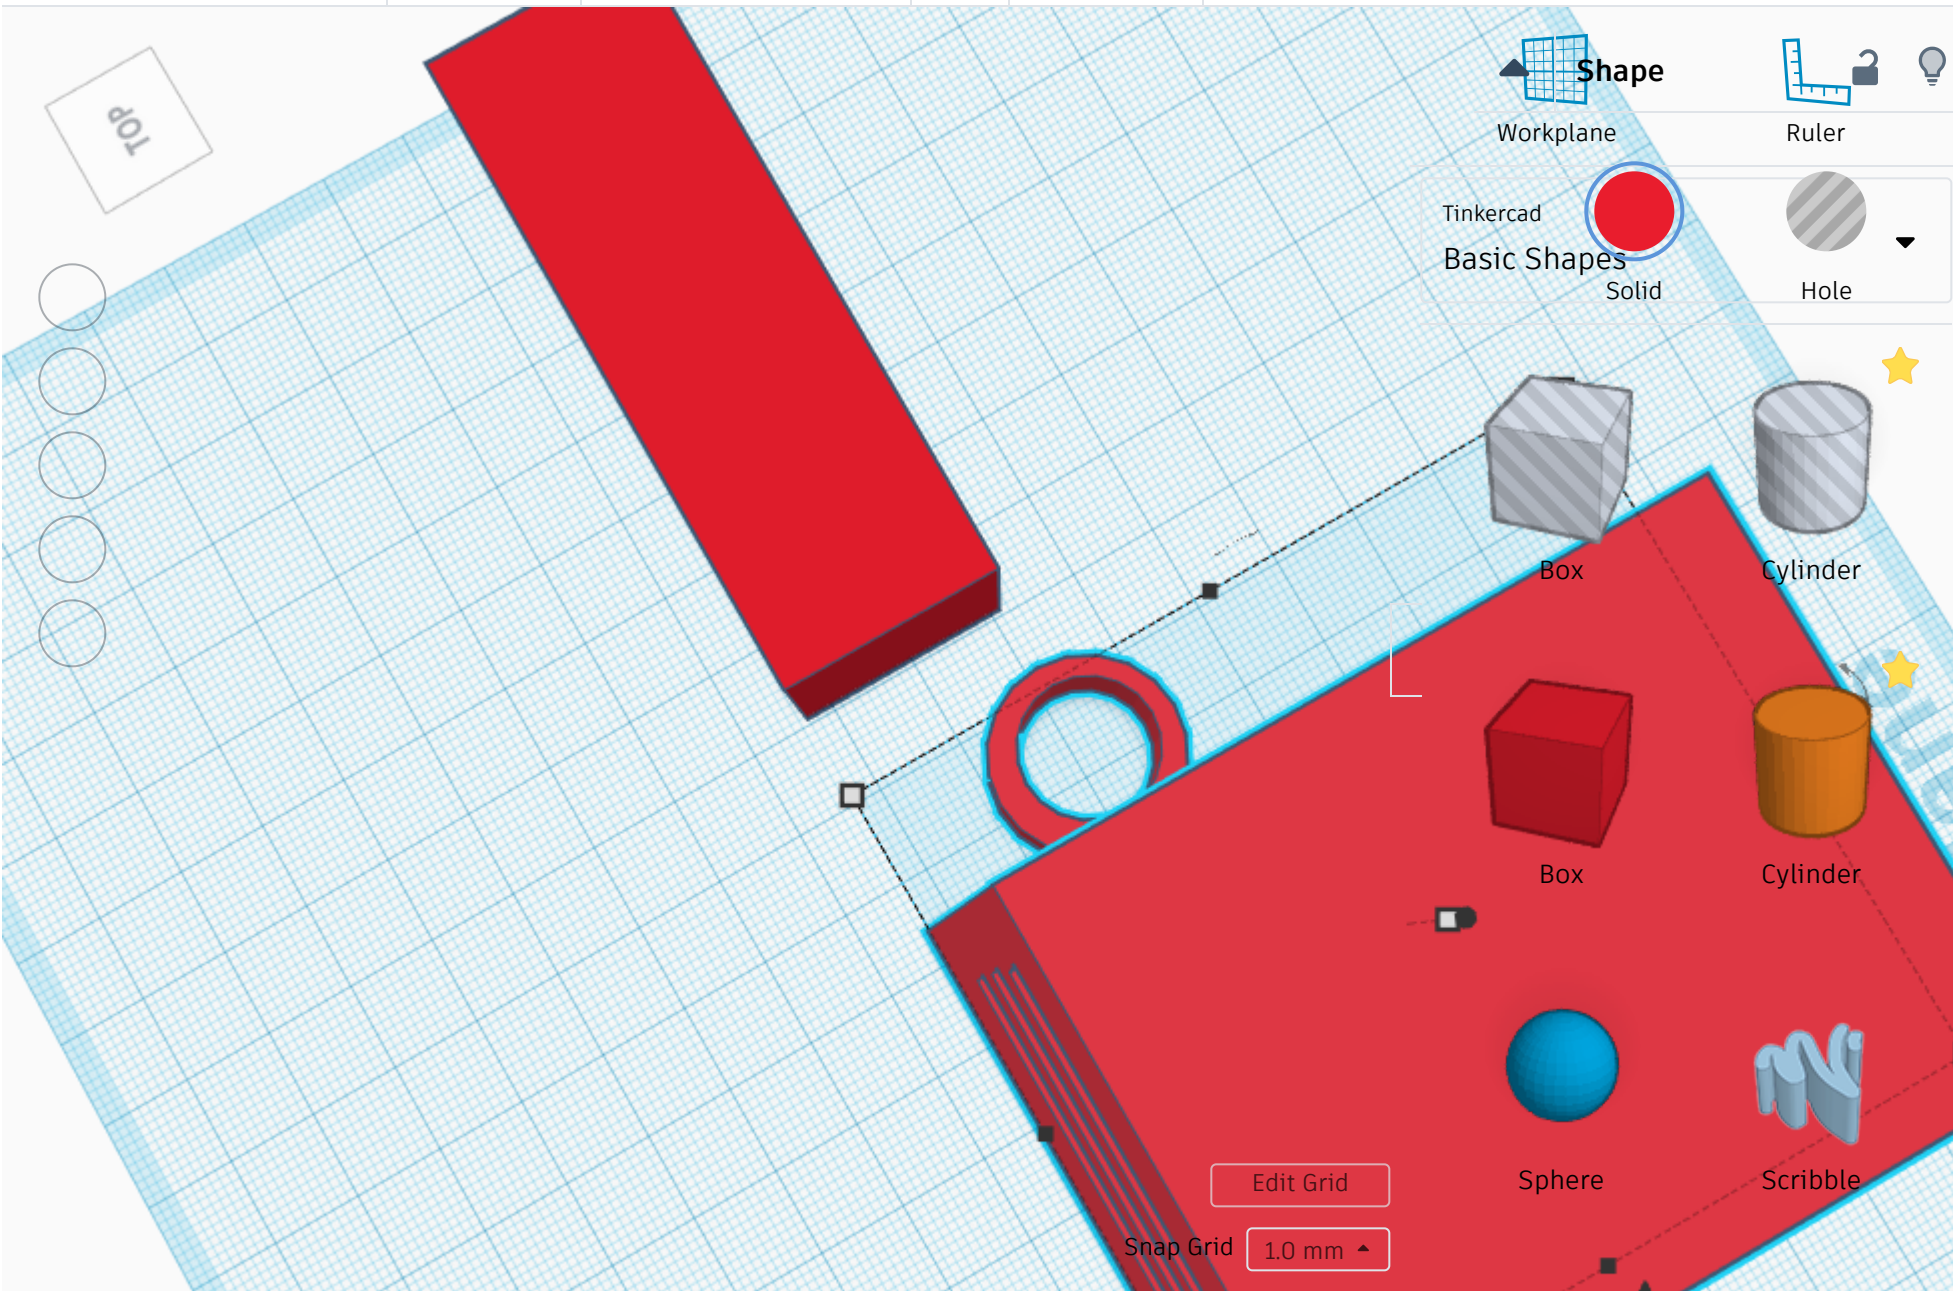 TOP
Shape
Workplane
Ruler
Tinkercad
Basic Shapes
Solid
Hole
Box
Cylinder
Box
Cylinder
Sphere
Scribble
Edit Grid
Snap Grid
1.0 mm